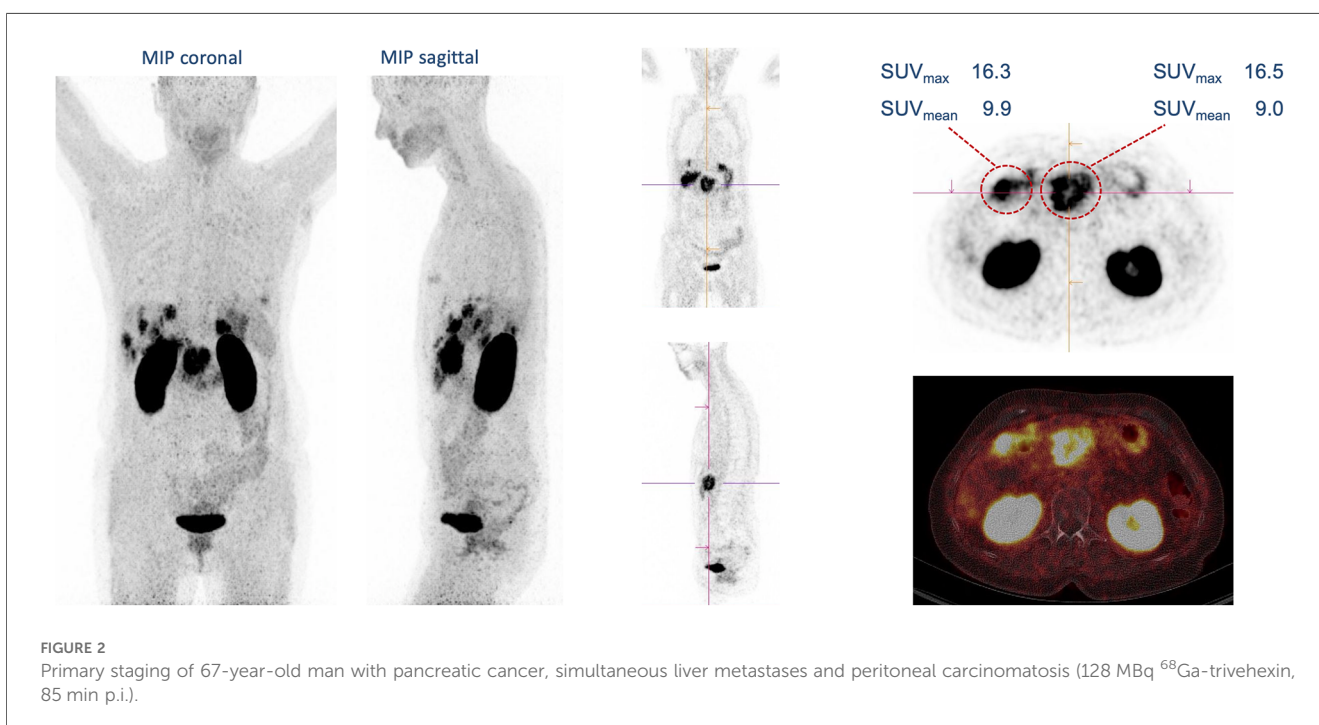 MIP coronal
MIP sagittal
SUVmax 16.3
SUVmean 9.9
SUVmax 16.5
SUVmean 9.0
FIGURE 2
Primary staging of 67-year-old man with pancreatic cancer, simultaneous liver metastases and peritoneal carcinomatosis (128 MBq ⁶⁸Ga-trivehexin,
85 min p.i.).